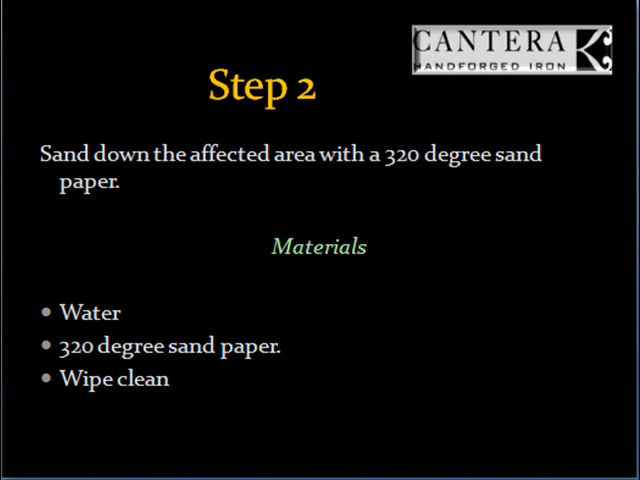 CANTERA
HANDFORGED IRON
Step 2
Sand down the affected area with a 320 degree sand
paper.
Materials
Water
320 degree sand paper.
Wipe clean